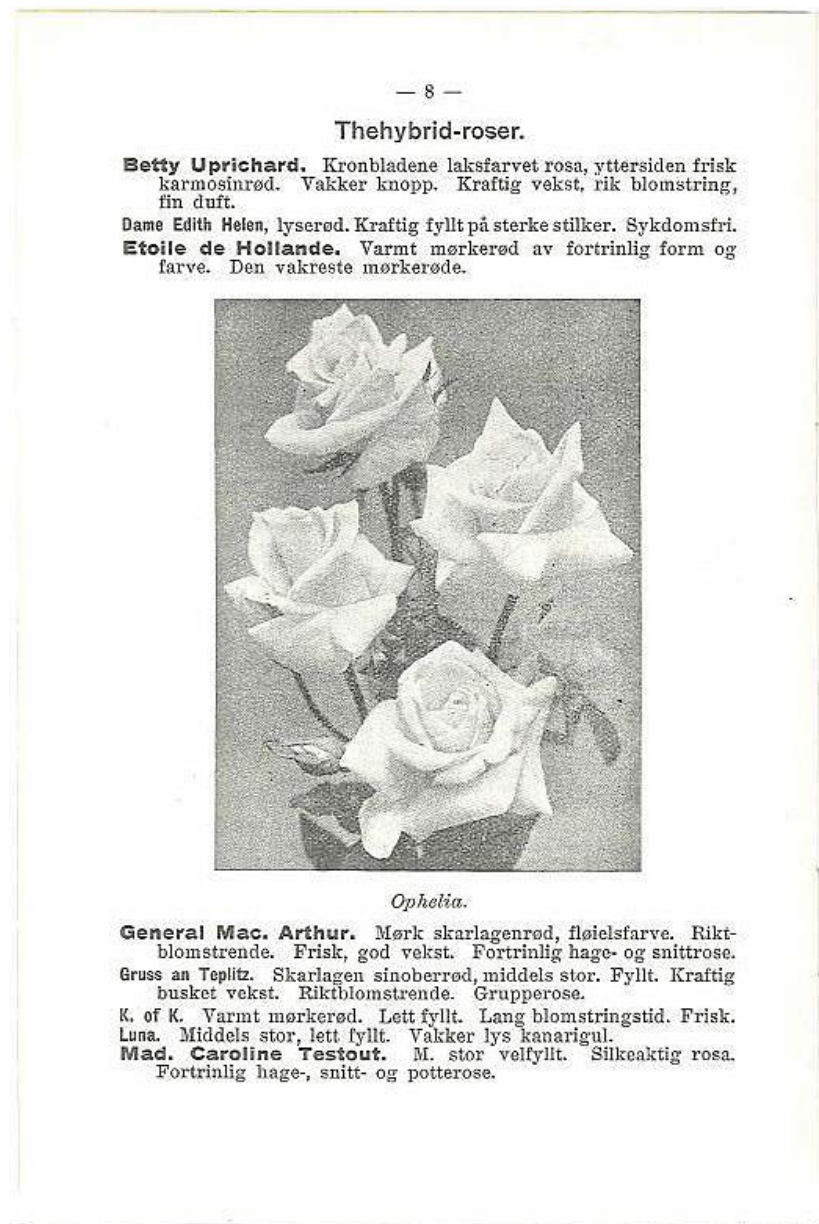 — 8 —
Thehybrid-roser.
Betty Uprichard. Kronbladene laksfarvet rosa, yttersiden frisk
karmosinrød. Vakker knopp. Kraftig vekst, rik blomstring,
fin duft.
Dame Edith Helen, lyserød. Kraftig fyllt på sterke stilker. Sykdomsfri.
Etoile de Hollande. Varmt mørkerød av fortrinlig form og
farve. Den vakreste mørkerøde.
Ophelia.
General Mac. Arthur. Mørk skarlagenrød, fløielsfarve. Rikt-
blomstrende. Frisk, god vekst. Fortrinlig hage- og snittrose.
Gruss an Teplitz. Skarlagen sinoberrød, middels stor. Fyllt. Kraftig
busket vekst. Riktblomstrende. Grupperose.
K. of K. Varmt mørkerød. Lett fyllt. Lang blomstringstid. Frisk.
Luna. Middels stor, lett fyllt. Vakker lys kanarigul.
Mad. Caroline Testout. M. stor velfyllt. Silkeaktig rosa.
Fortrinlig hage-, snitt- og potterose.